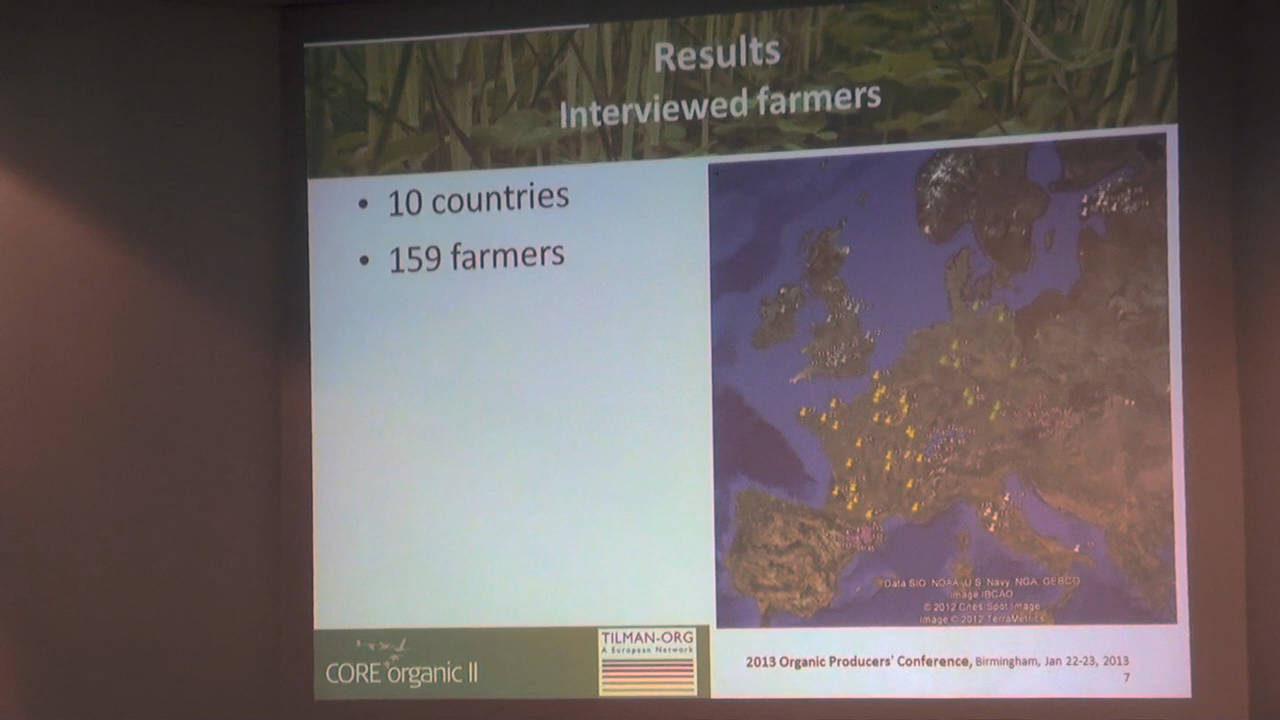 Results
Interviewed farmers
• 10 countries
• 159 farmers
Data SIO, NOAA, U.S. Navy, NGA, GEBCO
Image IBCAO
© 2012 Cnes/Spot Image
Image © 2012 TerraMetrics
CORE organic II
TILMAN-ORG
A European Network
2013 Organic Producers' Conference, Birmingham, Jan 22-23, 2013
7